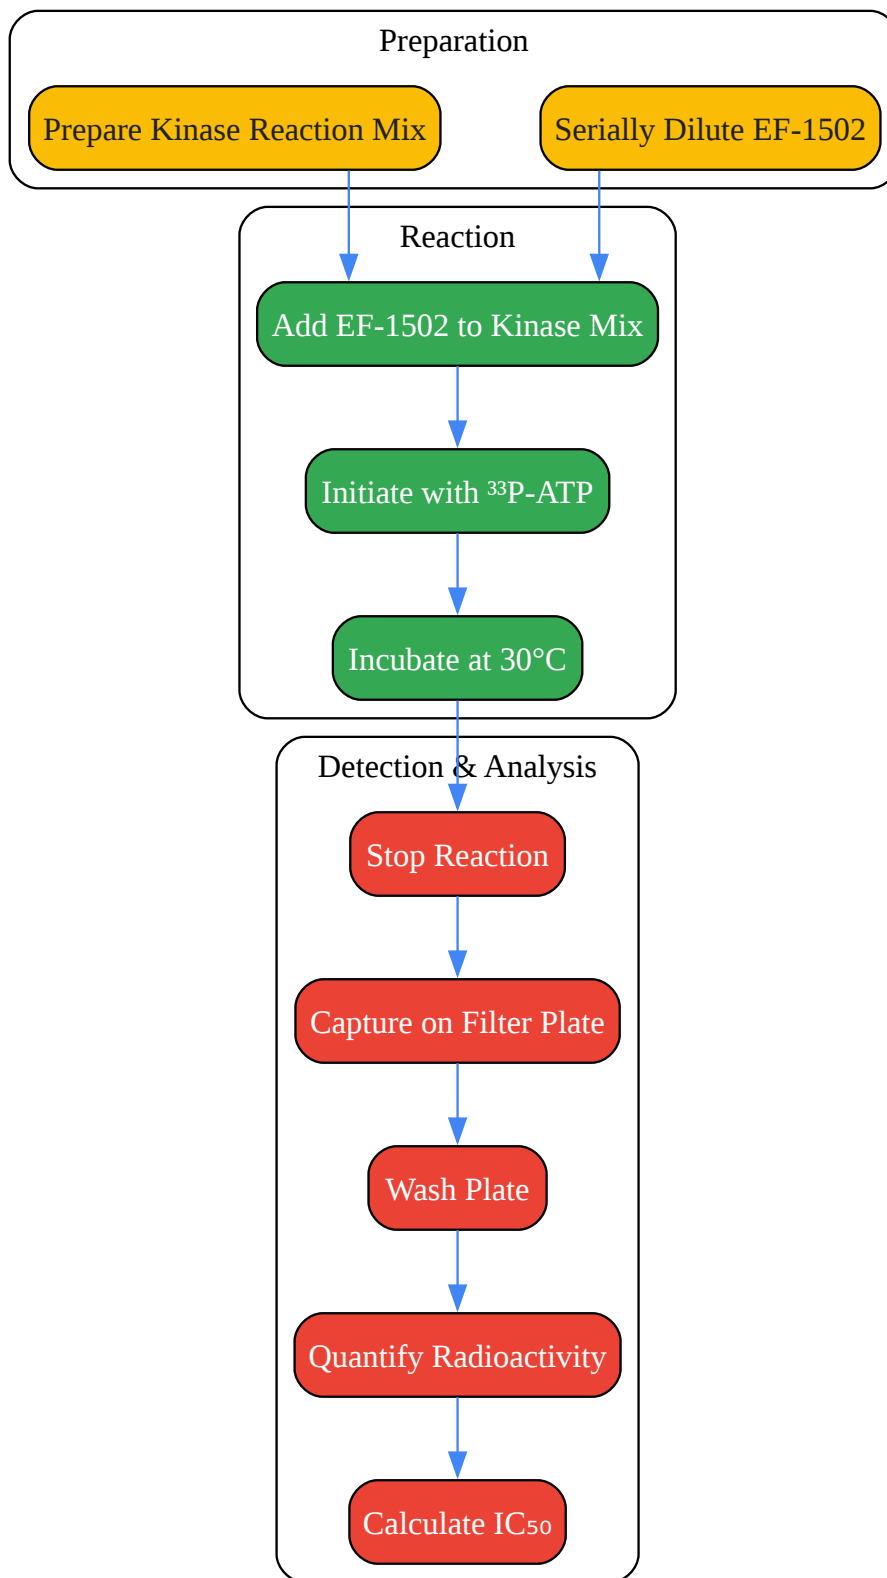 Preparation
Prepare Kinase Reaction Mix
Serially Dilute EF-1502
Reaction
Add EF-1502 to Kinase Mix
Initiate with ³³P-ATP
Incubate at 30°C
Detection & Analysis
Stop Reaction
Capture on Filter Plate
Wash Plate
Quantify Radioactivity
Calculate IC₅₀